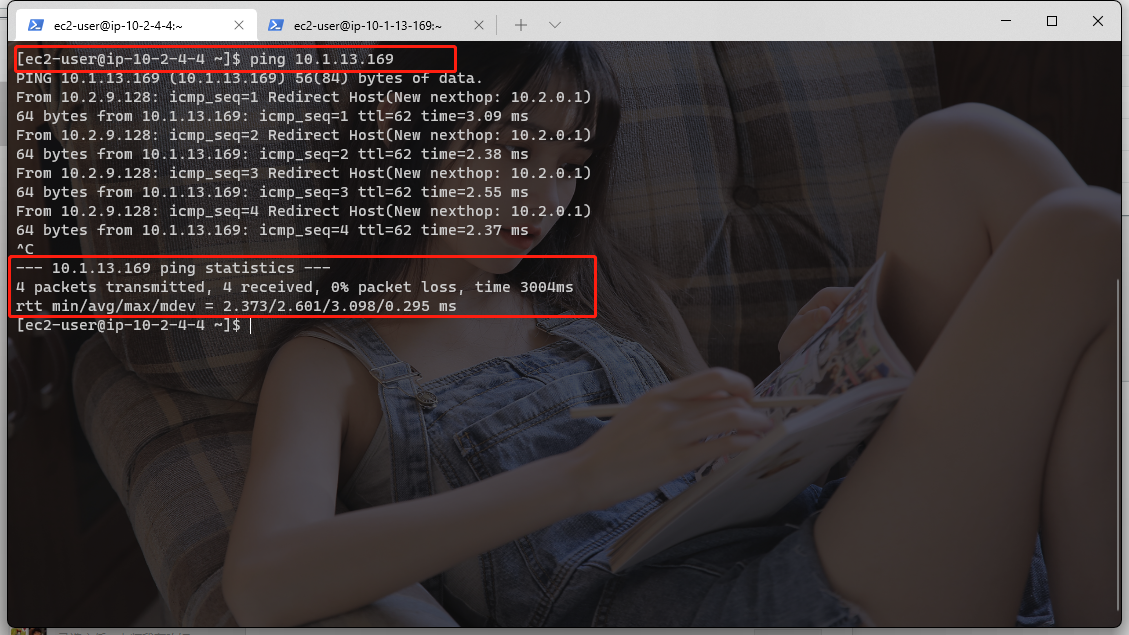 ec2-user@ip-10-2-4-4:~
ec2-user@ip-10-1-13-169:~
[ec2-user@ip-10-2-4-4 ~]$ ping 10.1.13.169
PING 10.1.13.169 (10.1.13.169) 56(84) bytes of data.
From 10.2.9.128: icmp_seq=1 Redirect Host(New nexthop: 10.2.0.1)
64 bytes from 10.1.13.169: icmp_seq=1 ttl=62 time=3.09 ms
From 10.2.9.128: icmp_seq=2 Redirect Host(New nexthop: 10.2.0.1)
64 bytes from 10.1.13.169: icmp_seq=2 ttl=62 time=2.38 ms
From 10.2.9.128: icmp_seq=3 Redirect Host(New nexthop: 10.2.0.1)
64 bytes from 10.1.13.169: icmp_seq=3 ttl=62 time=2.55 ms
From 10.2.9.128: icmp_seq=4 Redirect Host(New nexthop: 10.2.0.1)
64 bytes from 10.1.13.169: icmp_seq=4 ttl=62 time=2.37 ms
^C
--- 10.1.13.169 ping statistics ---
4 packets transmitted, 4 received, 0% packet loss, time 3004ms
rtt min/avg/max/mdev = 2.373/2.601/3.098/0.295 ms
[ec2-user@ip-10-2-4-4 ~]$